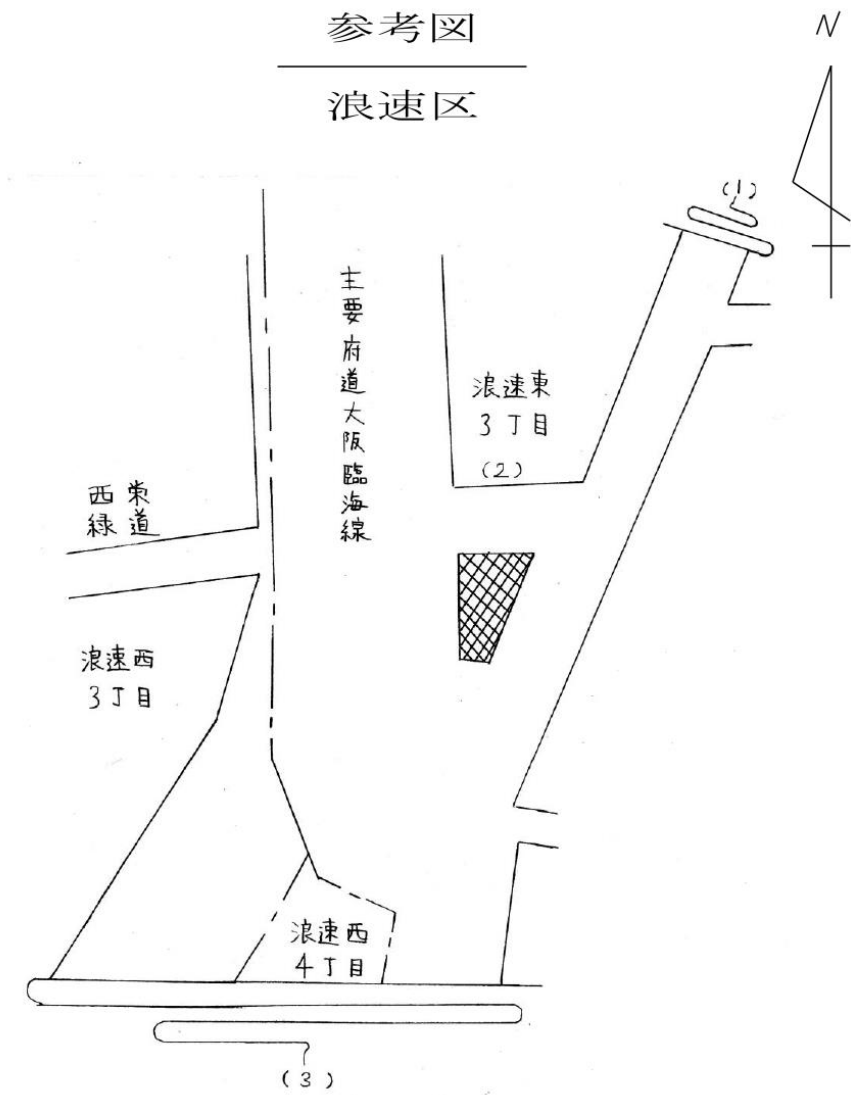 参考図
浪速区
N
(1)
主要府道大阪臨海線
浪速東
3丁目
(2)
西栄
緑道
浪速西
3丁目
浪速西
4丁目
(3)